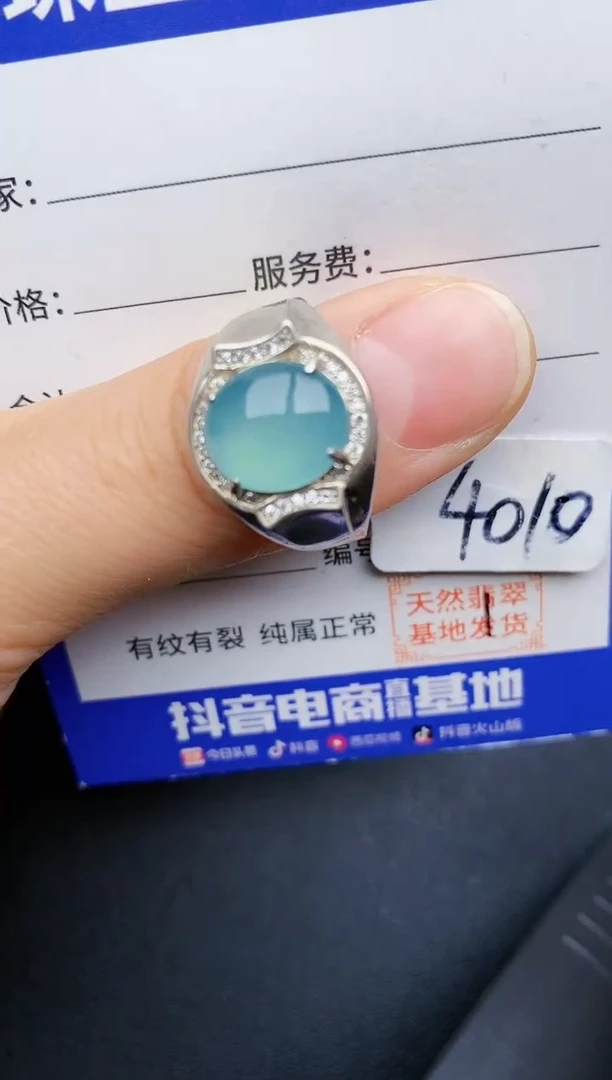 家：
服务费：
价格：
4010
编号
天然翡翠
基地发货
有纹有裂 纯属正常
抖音电商直播基地
今日头条 抖音 西瓜视频 抖音火山版